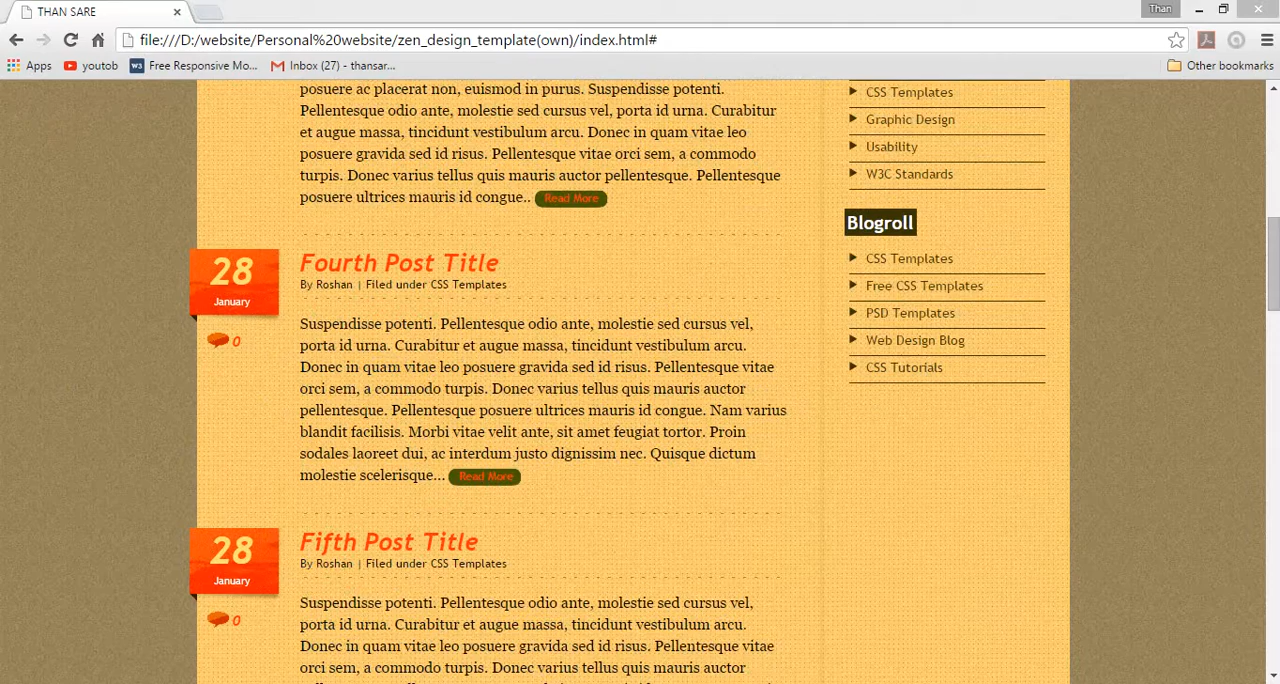 THAN SARE
Than
file:///D:/website/Personal%20website/zen_design_template(own)/index.html#
Apps youtob Free Responsive Mo... Inbox (27) - thansar... Other bookmarks
posuere ac placerat non, euismod in purus. Suspendisse potenti.
Pellentesque odio ante, molestie sed cursus vel, porta id urna. Curabitur
et augue massa, tincidunt vestibulum arcu. Donec in quam vitae leo
posuere gravida sed id risus. Pellentesque vitae orci sem, a commodo
turpis. Donec varius tellus quis mauris auctor pellentesque. Pellentesque
posuere ultrices mauris id congue.. Read More
28
January
0
Fourth Post Title
By Roshan | Filed under CSS Templates
Suspendisse potenti. Pellentesque odio ante, molestie sed cursus vel,
porta id urna. Curabitur et augue massa, tincidunt vestibulum arcu.
Donec in quam vitae leo posuere gravida sed id risus. Pellentesque vitae
orci sem, a commodo turpis. Donec varius tellus quis mauris auctor
pellentesque. Pellentesque posuere ultrices mauris id congue. Nam varius
blandit facilisis. Morbi vitae velit ante, sit amet feugiat tortor. Proin
sodales laoreet dui, ac interdum justo dignissim nec. Quisque dictum
molestie scelerisque... Read More
28
January
0
Fifth Post Title
By Roshan | Filed under CSS Templates
Suspendisse potenti. Pellentesque odio ante, molestie sed cursus vel,
porta id urna. Curabitur et augue massa, tincidunt vestibulum arcu.
Donec in quam vitae leo posuere gravida sed id risus. Pellentesque vitae
orci sem, a commodo turpis. Donec varius tellus quis mauris auctor
CSS Templates
Graphic Design
Usability
W3C Standards
Blogroll
CSS Templates
Free CSS Templates
PSD Templates
Web Design Blog
CSS Tutorials